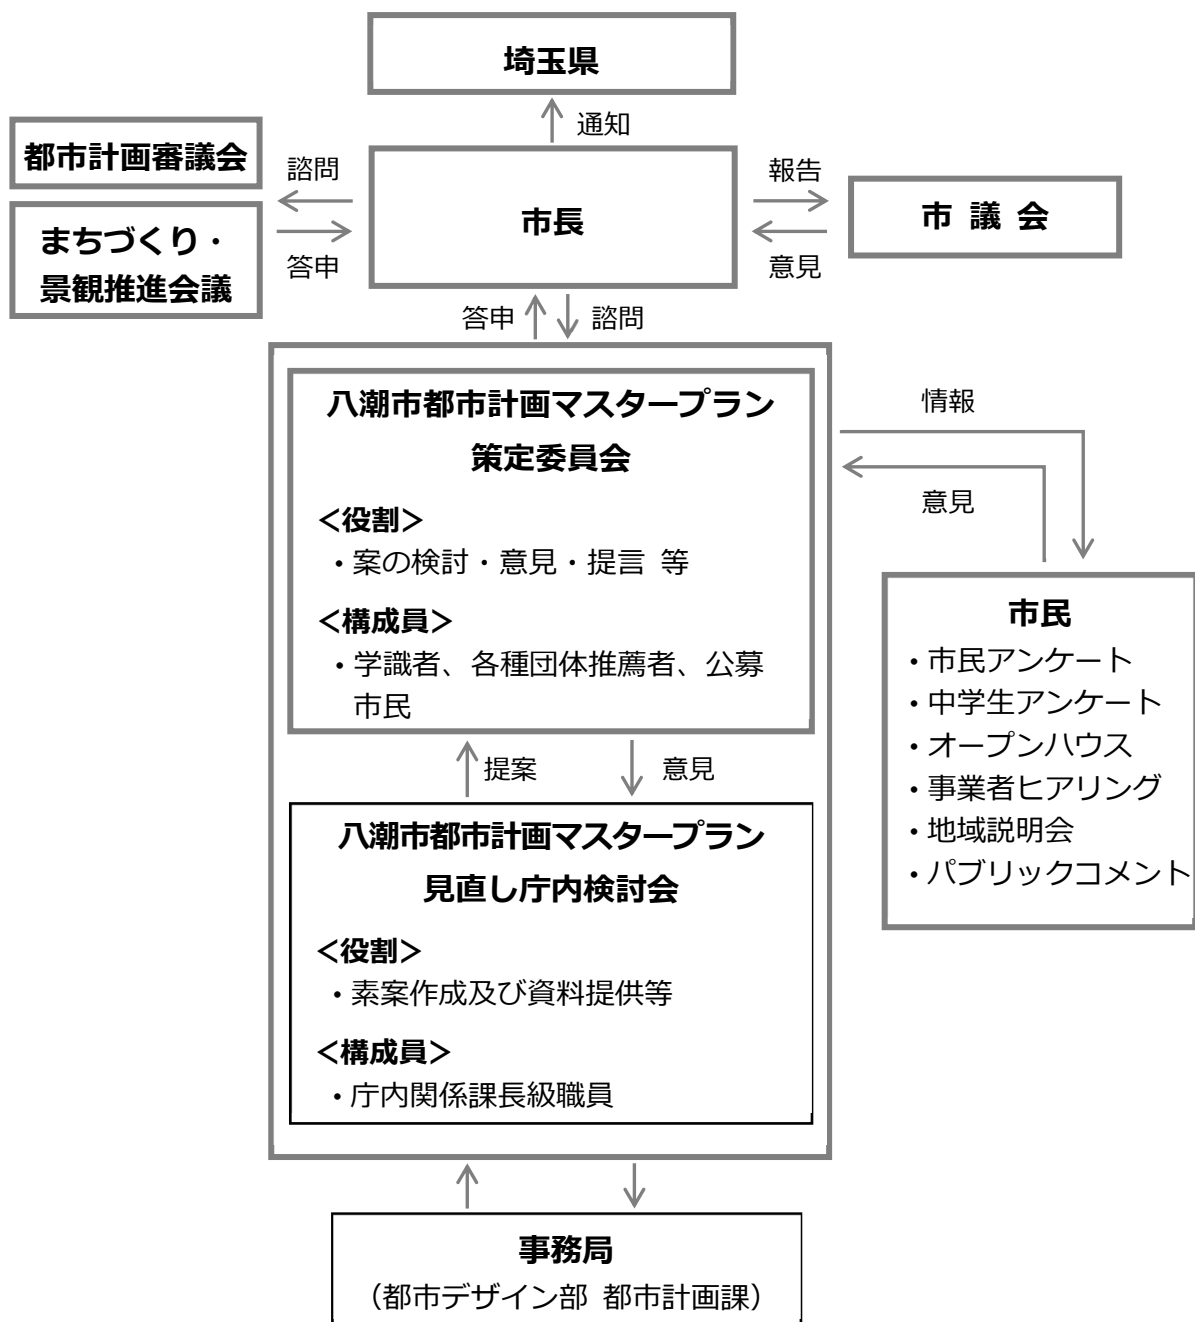 埼玉県
通知
都市計画審議会
まちづくり・
景観推進会議
諮問
答申
市長
報告
意見
市 議 会
答申
諮問
八潮市都市計画マスタープラン
策定委員会
＜役割＞
・案の検討・意見・提言 等
＜構成員＞
・学識者、各種団体推薦者、公募
市民
情報
意見
市民
・市民アンケート
・中学生アンケート
・オープンハウス
・事業者ヒアリング
・地域説明会
・パブリックコメント
提案
意見
八潮市都市計画マスタープラン
見直し庁内検討会
＜役割＞
・素案作成及び資料提供等
＜構成員＞
・庁内関係課長級職員
事務局
（都市デザイン部 都市計画課）